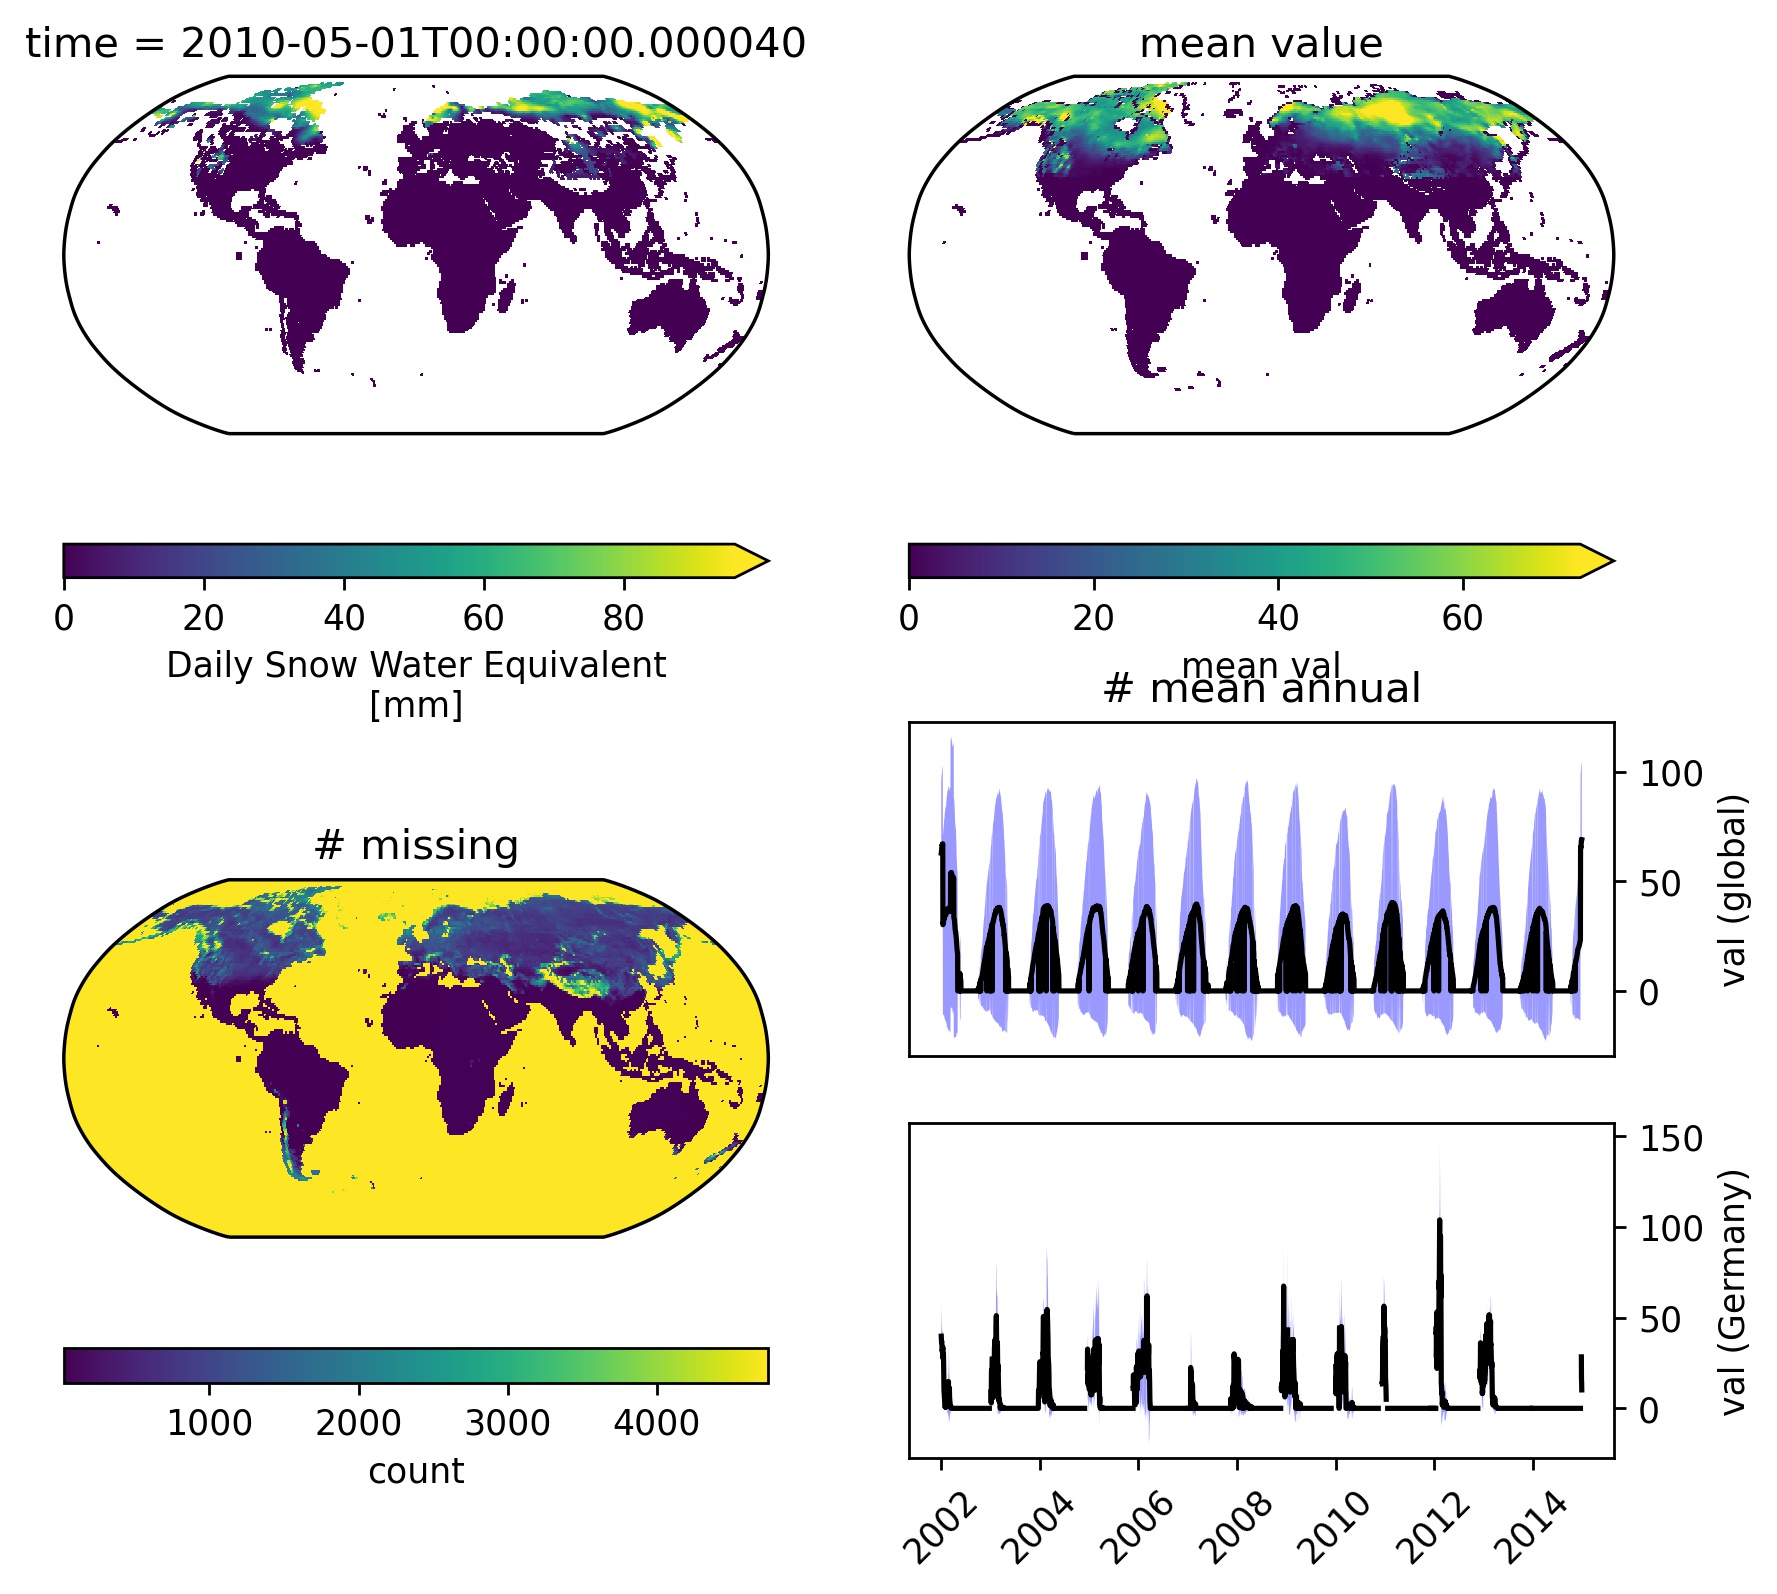 time = 2010-05-01T00:00:00.000040
mean value
0 20 40 60 80
Daily Snow Water Equivalent
[mm]
0 20 40 60
mean val
# mean annual
100
50
0
val (global)
# missing
1000 2000 3000 4000
count
150
100
50
0
val (Germany)
2002 2004 2006 2008 2010 2012 2014